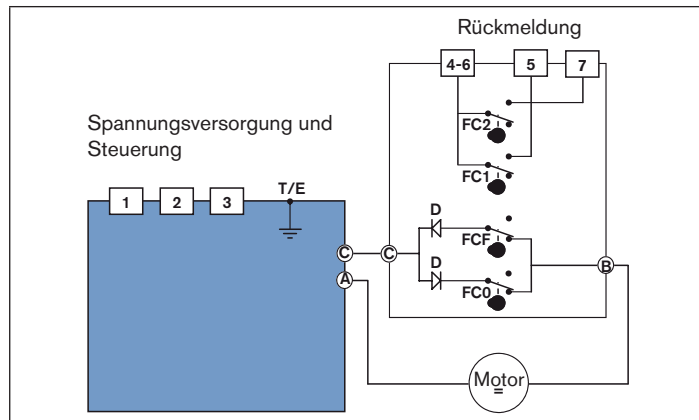 Rückmeldung
4-6 5 7
FC2
Spannungsversorgung und
Steuerung
FC1
1 2 3 T/E
D
FCF
C C
D
B
A
FC0
Motor